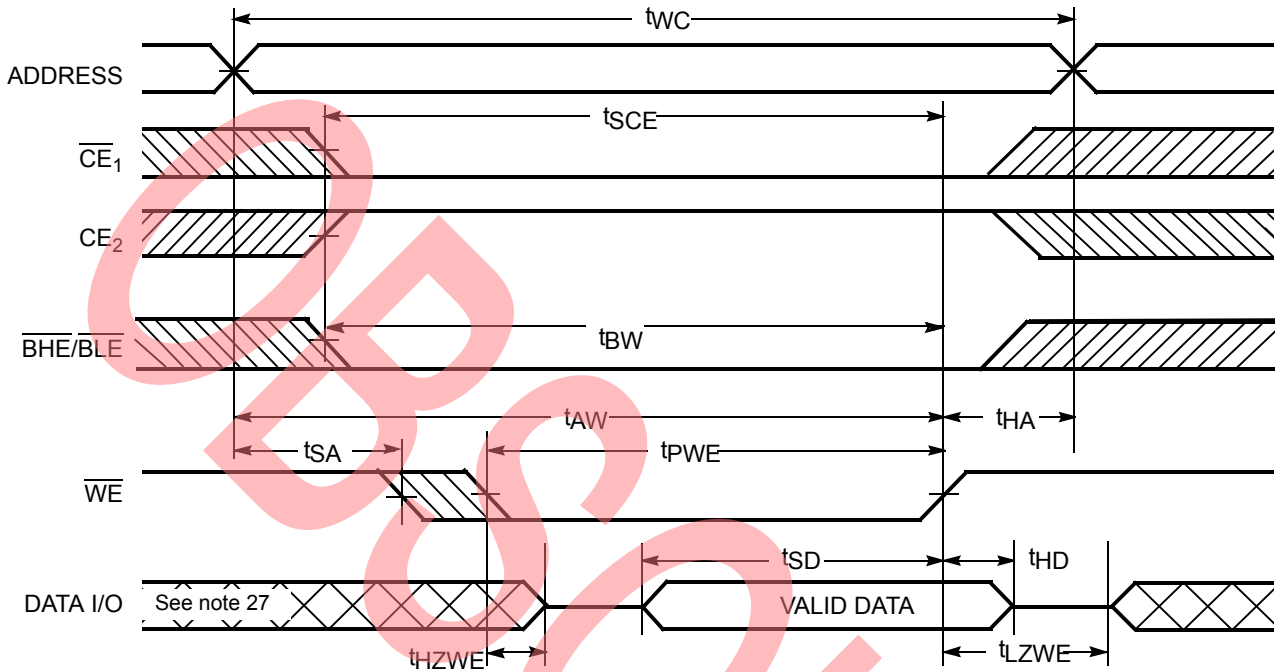 tWC
ADDRESS
tSCE
CE1
CE2
tBW
BHE/BLE
tAW
tHA
tSA
tPWE
WE
tSD
tHD
DATA I/O
See note 27
VALID DATA
tHZWE
tLZWE
OBSO